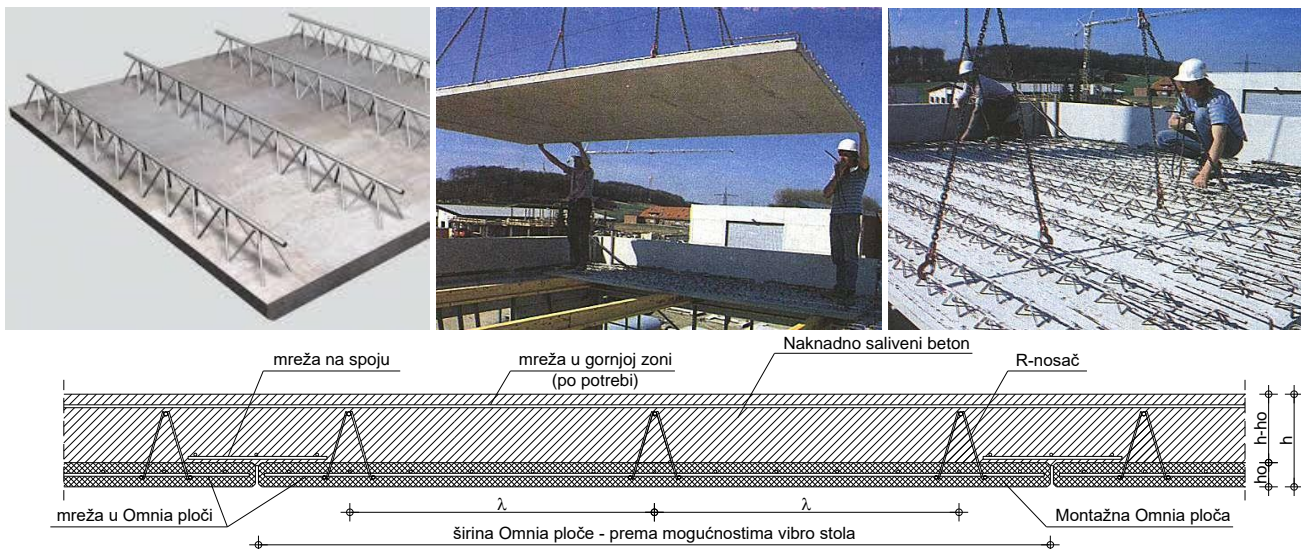 mreža na spoju
mreža u gornjoj zoni
(po potrebi)
Naknadno saliveni beton
R-nosač
h-ho
h
ho
mreža u Omnia ploči
λ
λ
Montažna Omnia ploča
širina Omnia ploče - prema mogućnostima vibro stola